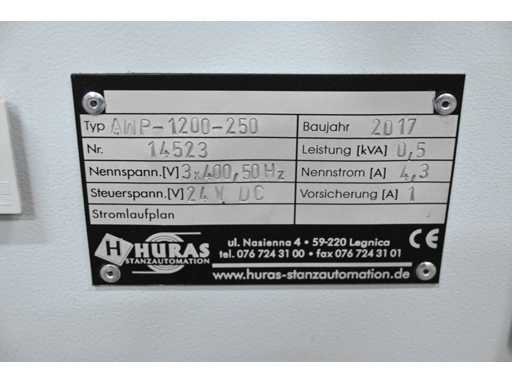 Typ AWP-1200-250 Baujahr 2017
Nr. 14523 Leistung [kVA] 0,5
Nennspann.[V] 3x400,50Hz Nennstrom [A] 4,3
Steuerspann.[V] 24V DC Vorsicherung [A] 1
Stromlaufplan
H HURAS
STANZAUTOMATION
ul. Nasienna 4 • 59-220 Legnica
tel. 076 724 31 00 • fax 076 724 31 01
CE
www.huras-stanzautomation.de